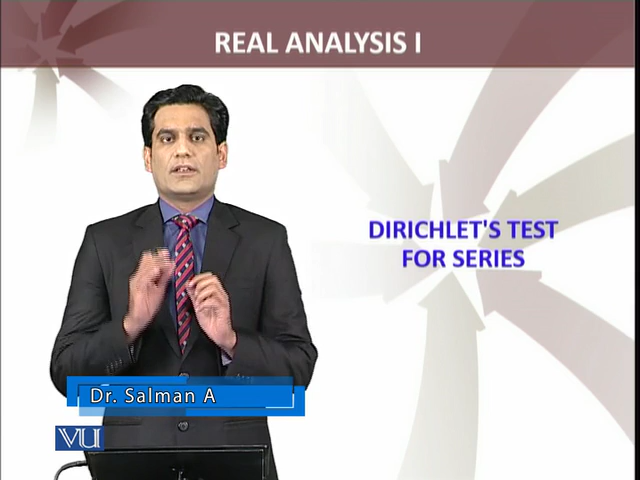 REAL ANALYSIS I
DIRICHLET'S TEST
FOR SERIES
Dr. Salman A
VU